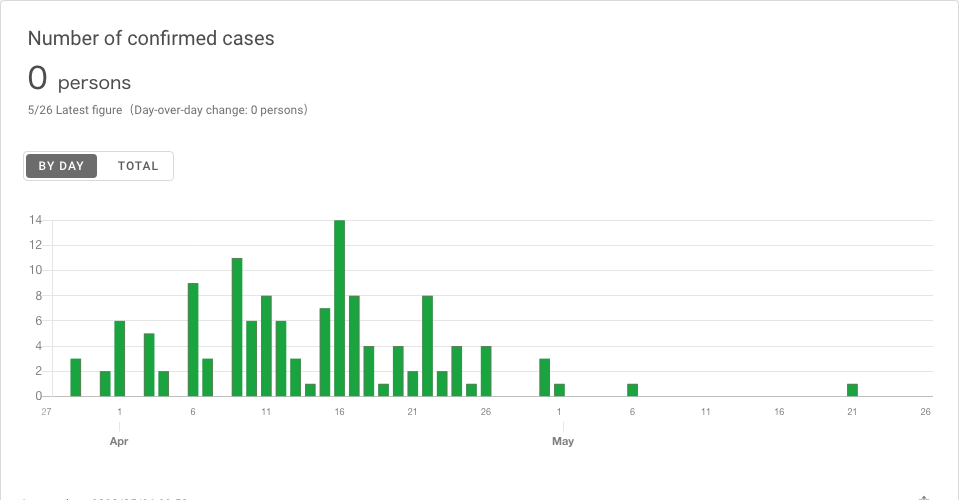 Number of confirmed cases
0 persons
5/26 Latest figure (Day-over-day change: 0 persons)
BY DAY TOTAL
14
12
10
8
6
4
2
0
27 1 6 11 16 21 26 1 6 11 16 21 26
Apr May